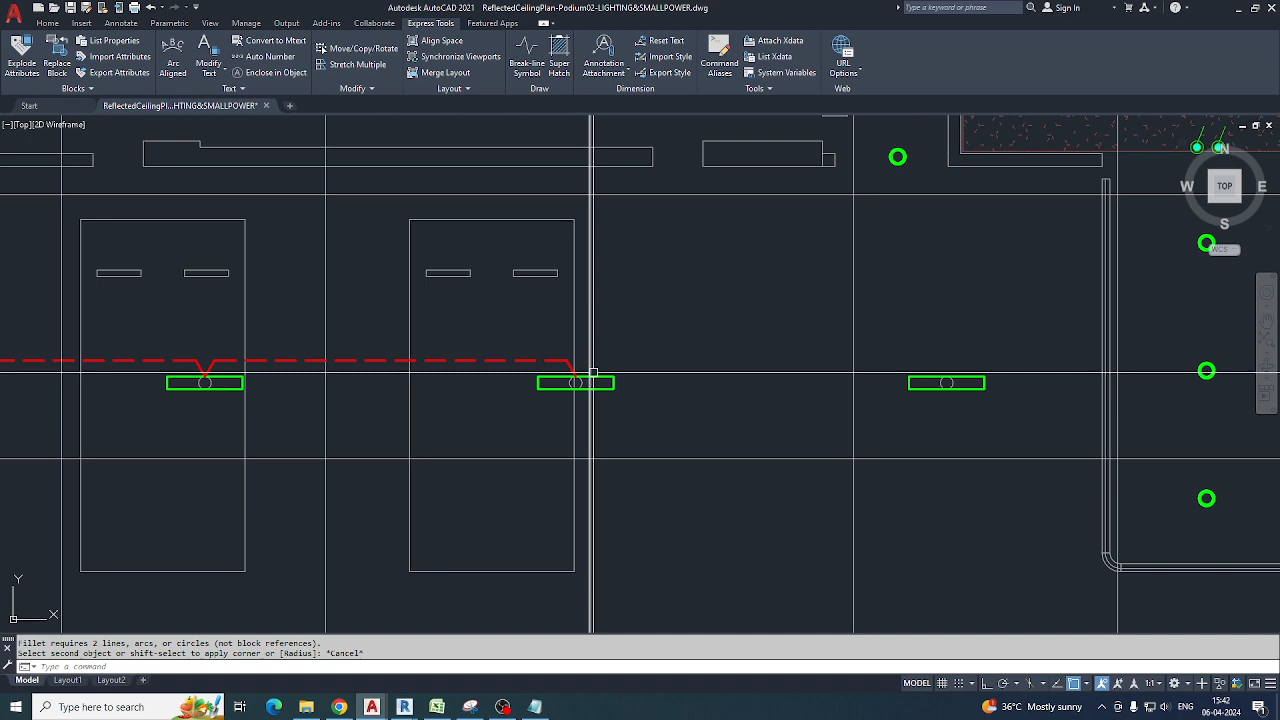 Autodesk AutoCAD 2021 ReflectedCeilingPlan-Podium02-LIGHTING&SMALLPOWER.dwg
Type a keyword or phrase
Sign In
Home Insert Annotate Parametric View Manage Output Add-ins Collaborate Express Tools Featured Apps
Explode Attributes
Replace Block
List Properties
Import Attributes
Export Attributes
Blocks
Arc Aligned
Modify Text
Convert to Mtext
Auto Number
Enclose in Object
Text
Move/Copy/Rotate
Stretch Multiple
Modify
Align Space
Synchronize Viewports
Merge Layout
Layout
Break-line Symbol
Super Hatch
Draw
Annotation Attachment
Reset Text
Import Style
Export Style
Dimension
Command Aliases
Attach Xdata
List Xdata
System Variables
Tools
URL Options
Web
Start
ReflectedCeilingPl...HTING&SMALLPOWER*
[−][Top][2D Wireframe]
N
W TOP E
S
WCS
Y
X
Fillet requires 2 lines, arcs, or circles (not block references).
Select second object or shift-select to apply corner or [Radius]: *Cancel*
Type a command
Model Layout1 Layout2
MODEL
1:1
Type here to search
36°C Mostly sunny
ENG
15:42
06-04-2024